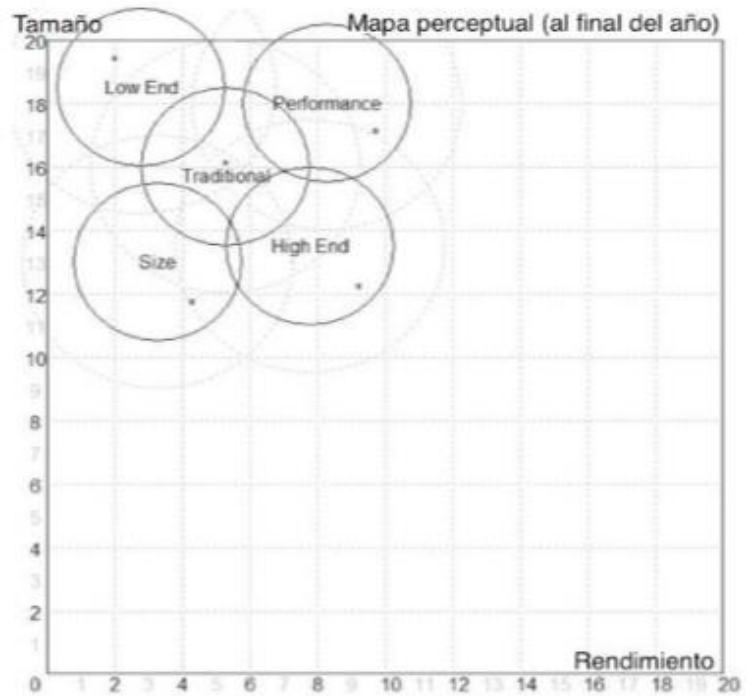 Tamaño
Mapa perceptual (al final del año)
20
19
18
17
16
15
14
13
12
11
10
9
8
7
6
5
4
3
2
1
0
Low End
Performance
Traditional
High End
Size
Rendimiento
1 2 3 4 5 6 7 8 9 10 11 12 13 14 15 16 17 18 19 20